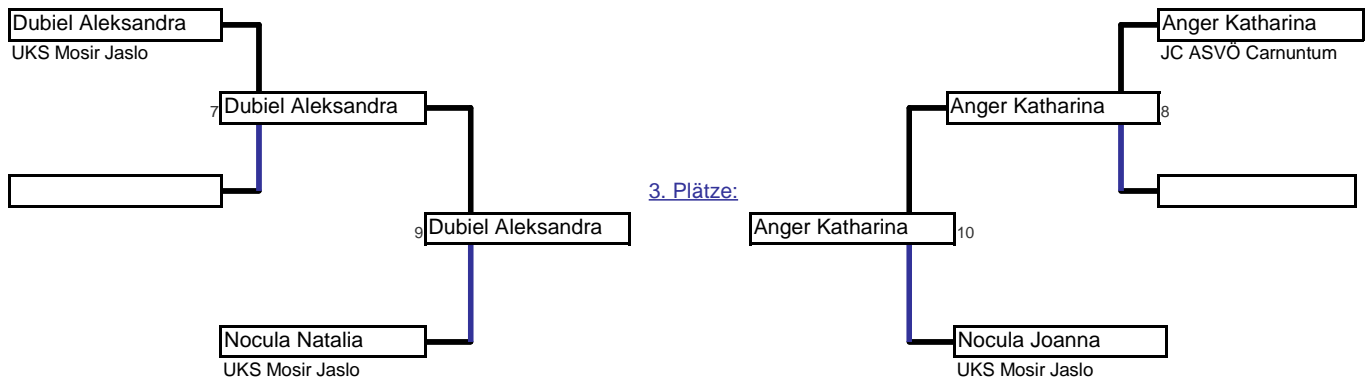 Dubiel Aleksandra
UKS Mosir Jaslo
Anger Katharina
JC ASVÖ Carnuntum
7 Dubiel Aleksandra
Anger Katharina 8
3. Plätze:
9 Dubiel Aleksandra
Anger Katharina 10
Nocula Natalia
UKS Mosir Jaslo
Nocula Joanna
UKS Mosir Jaslo